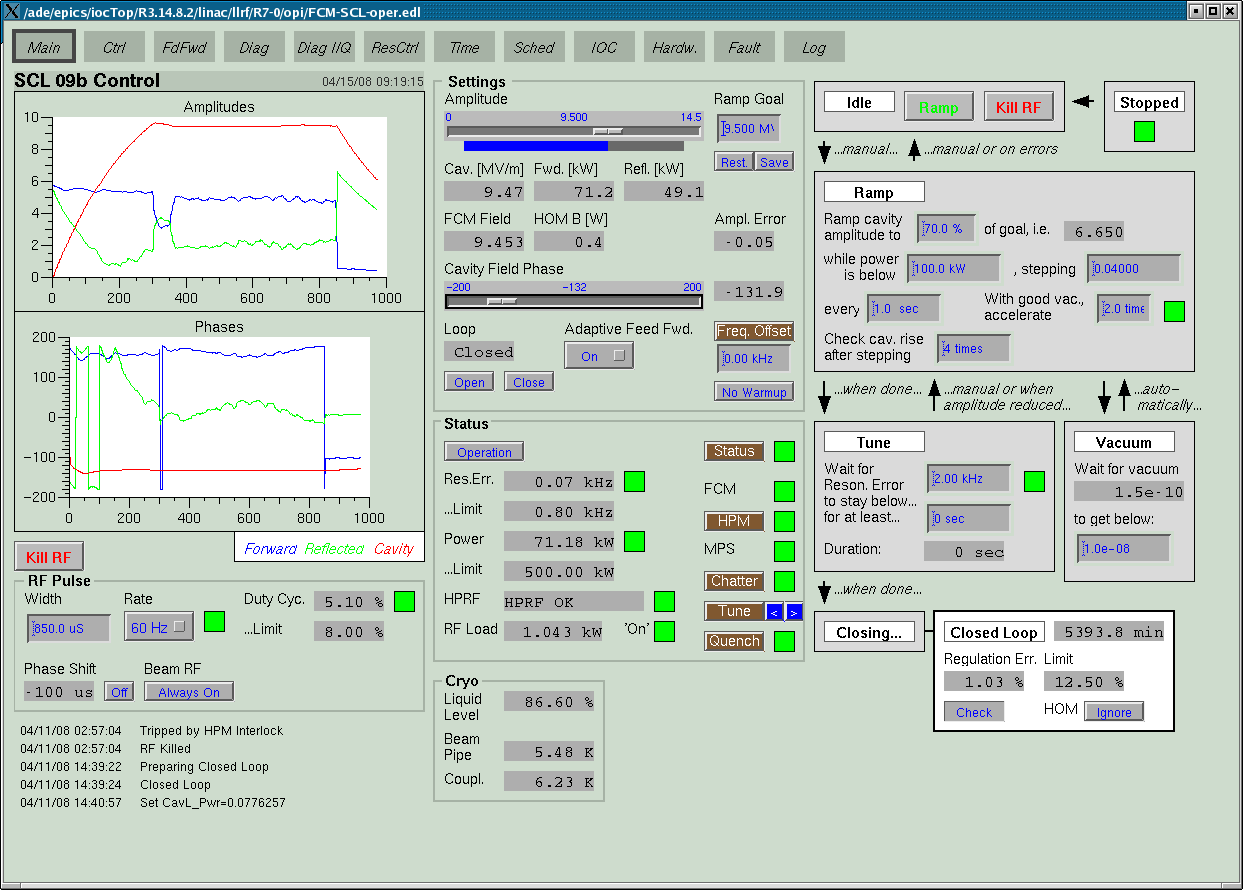 /ade/epics/iocTop/R3.14.8.2/linac/llrf/R7-0/opi/FCM-SCL-oper.edl
Main Ctrl FdFwd Diag Diag I/Q ResCtrl Time Sched IOC Hardw. Fault Log
SCL 09b Control 04/15/08 09:19:15
Amplitudes
10
8
6
4
2
0
0 200 400 600 800 1000
Phases
200
100
0
-100
-200
0 200 400 600 800 1000
Forward Reflected Cavity
Kill RF
RF Pulse
Width Rate Duty Cyc. 5.10 %
850.0 uS 60 Hz ...Limit 8.00 %
Phase Shift Beam RF
-100 us Off Always On
04/11/08 02:57:04 Tripped by HPM Interlock
04/11/08 02:57:04 RF Killed
04/11/08 14:39:22 Preparing Closed Loop
04/11/08 14:39:24 Closed Loop
04/11/08 14:40:57 Set CavL_Pwr=0.0776257
Settings
Amplitude Ramp Goal
0 9.500 14.5
9.500 MV
Rest. Save
Cav. [MV/m] Fwd. [kW] Refl. [kW]
9.47 71.2 49.1
FCM Field HOM B [W] Ampl. Error
9.453 0.4 -0.05
Cavity Field Phase
-200 -132 200
-131.9
Loop Adaptive Feed Fwd. Freq. Offset
Closed On 0.00 kHz
Open Close No Warmup
Status
Operation Status
Res.Err. 0.07 kHz FCM
...Limit 0.80 kHz HPM
Power 71.18 kW MPS
...Limit 500.00 kW Chatter
HPRF HPRF OK Tune < >
RF Load 1.043 kW 'On' Quench
Cryo
Liquid
Level 86.60 %
Beam
Pipe 5.48 K
Coupl. 6.23 K
Idle Ramp Kill RF Stopped
...manual... ...manual or on errors
Ramp
Ramp cavity
amplitude to 70.0 % of goal, i.e. 6.650
while power
is below 100.0 kW , stepping 0.04000
every 1.0 sec With good vac.,
accelerate 2.0 time
Check cav. rise
after stepping 4 times
...when done... ...manual or when
amplitude reduced...
...auto-
matically...
Tune
Wait for
Reson. Error
to stay below... 2.00 kHz
for at least... 0 sec
Duration: 0 sec
Vacuum
Wait for vacuum
1.5e-10
to get below:
1.0e-08
...when done...
Closing... Closed Loop 5393.8 min
Regulation Err. Limit
1.03 % 12.50 %
Check HOM Ignore